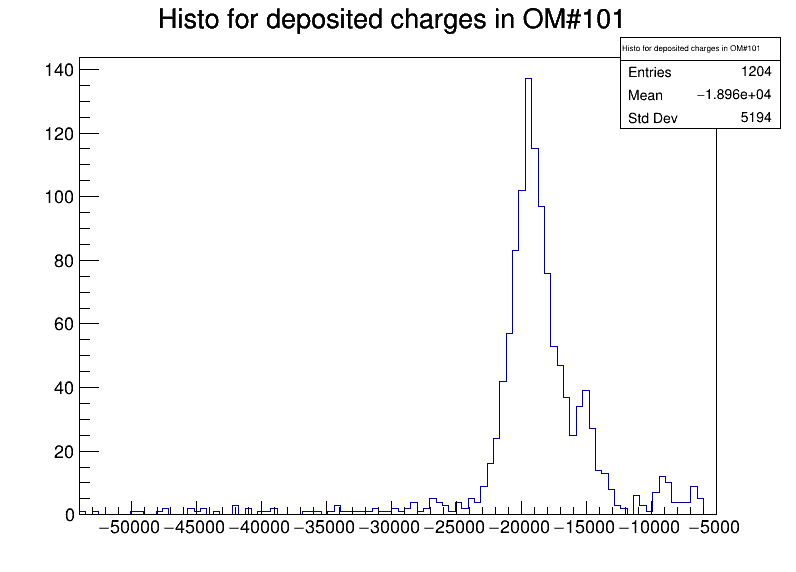 Histo for deposited charges in OM#101
Histo for deposited charges in OM#101
Entries 1204
Mean −1.896e+04
Std Dev 5194
140
120
100
80
60
40
20
0
−50000 −45000 −40000 −35000 −30000 −25000 −20000 −15000 −10000 −5000